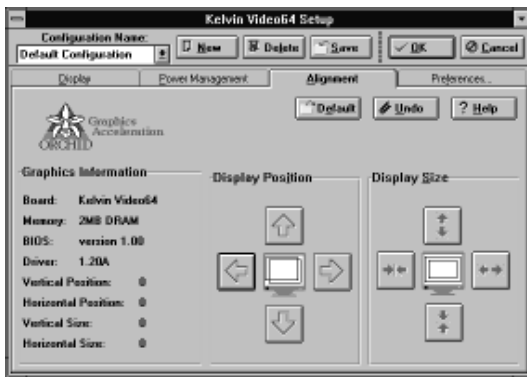 Kelvin Video64 Setup
Configuration Name:
Default Configuration
New
Delete
Save
OK
Cancel
Display
Power Management
Alignment
Preferences...
Default
Undo
? Help
Graphics
Acceleration
ORCHID
Graphics Information
Board: Kelvin Video64
Memory: 2MB DRAM
BIOS: version 1.00
Driver: 1.20A
Vertical Position: 0
Horizontal Position: 0
Vertical Size: 0
Horizontal Size: 0
Display Position
Display Size